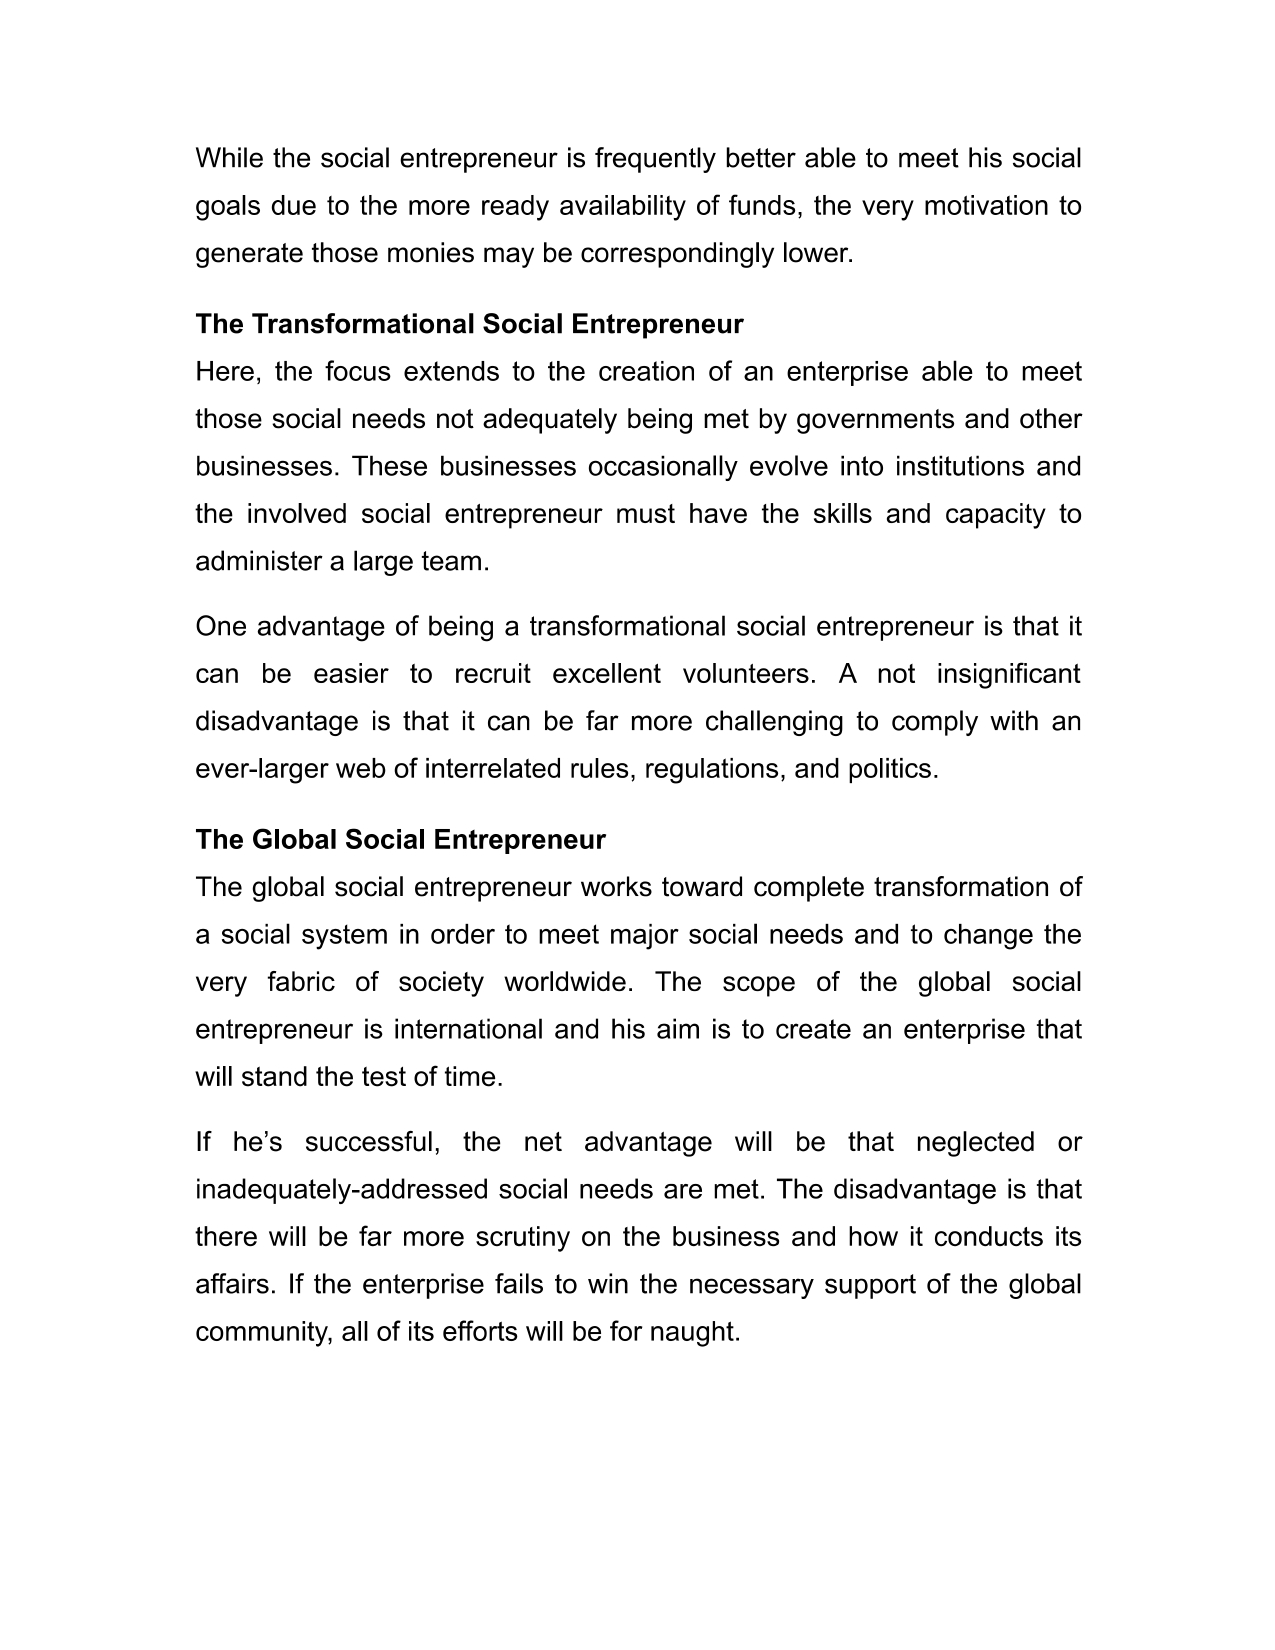 While the social entrepreneur is frequently better able to meet his social
goals due to the more ready availability of funds, the very motivation to
generate those monies may be correspondingly lower.
The Transformational Social Entrepreneur
Here, the focus extends to the creation of an enterprise able to meet
those social needs not adequately being met by governments and other
businesses. These businesses occasionally evolve into institutions and
the involved social entrepreneur must have the skills and capacity to
administer a large team.
One advantage of being a transformational social entrepreneur is that it
can be easier to recruit excellent volunteers. A not insignificant
disadvantage is that it can be far more challenging to comply with an
ever-larger web of interrelated rules, regulations, and politics.
The Global Social Entrepreneur
The global social entrepreneur works toward complete transformation of
a social system in order to meet major social needs and to change the
very fabric of society worldwide. The scope of the global social
entrepreneur is international and his aim is to create an enterprise that
will stand the test of time.
If he’s successful, the net advantage will be that neglected or
inadequately-addressed social needs are met. The disadvantage is that
there will be far more scrutiny on the business and how it conducts its
affairs. If the enterprise fails to win the necessary support of the global
community, all of its efforts will be for naught.